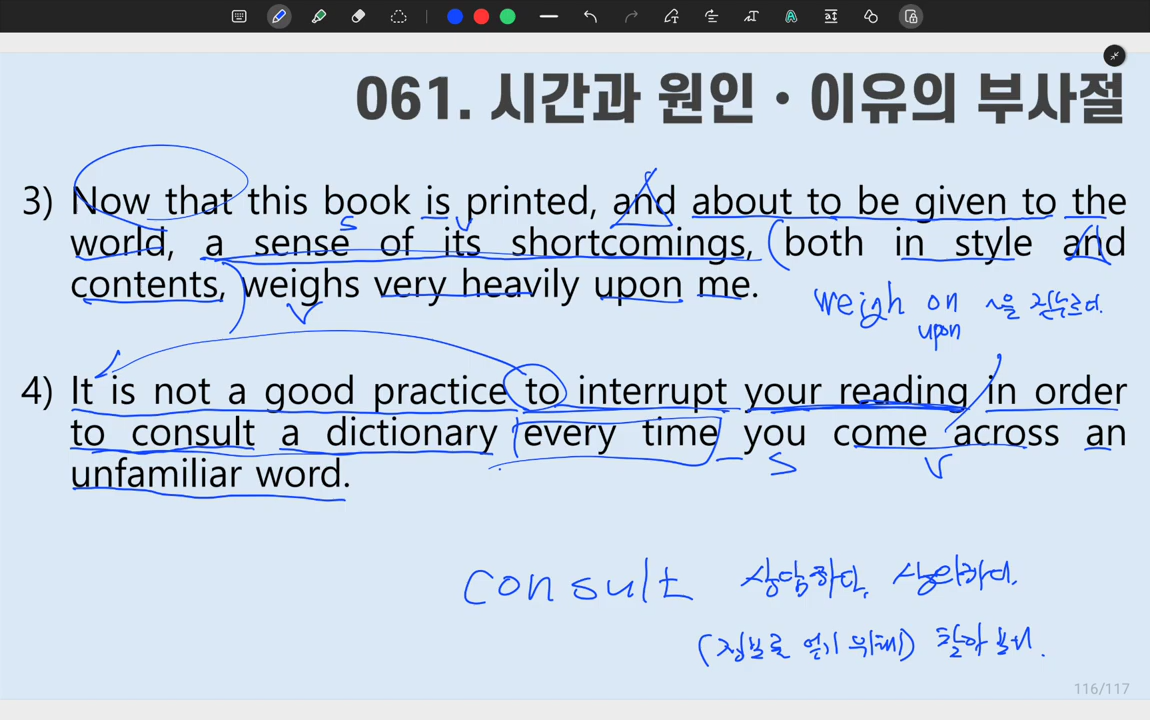 061. 시간과 원인 · 이유의 부사절
3) Now that this book is printed, and about to be given to the
s v
world, a sense of its shortcomings, (both in style and
contents,) weighs very heavily upon me.
v
weigh on ~을 짓누르다.
upon
4) It is not a good practice to interrupt your reading / in order
to consult a dictionary every time you come across an
s v
unfamiliar word.
consult 상담하다, 상의하다.
(정보를 얻기 위해) 찾아보다.
116/117